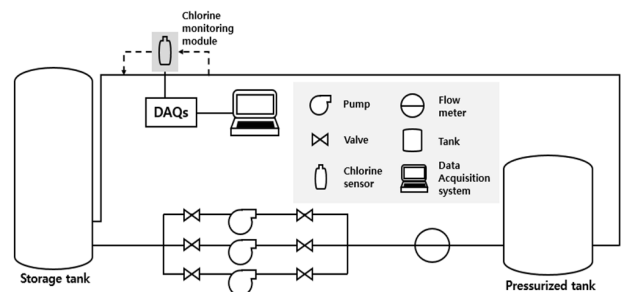 Chlorine
monitoring
module
DAQs
Pump
Flow
meter
Valve
Tank
Chlorine
sensor
Data
Acquisition
system
Storage tank
Pressurized tank